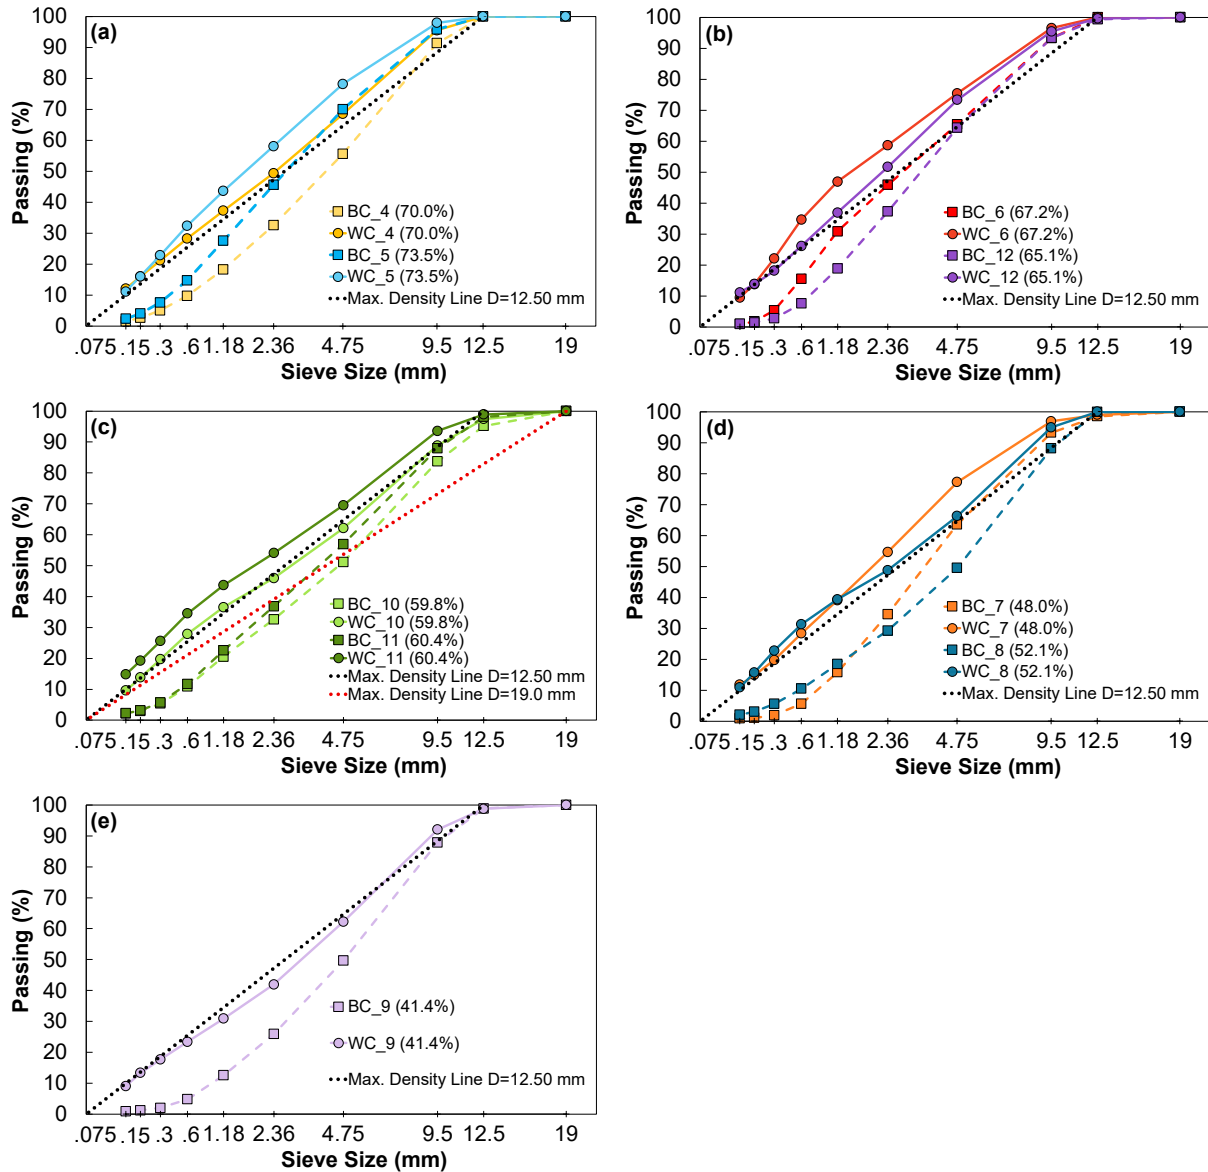 (a)
Passing (%)
100
90
80
70
60
50
40
30
20
10
0
BC_4 (70.0%)
WC_4 (70.0%)
BC_5 (73.5%)
WC_5 (73.5%)
Max. Density Line D=12.50 mm
.075 .15 .3 .6 1.18 2.36 4.75 9.5 12.5 19
Sieve Size (mm)
(b)
Passing (%)
100
90
80
70
60
50
40
30
20
10
0
BC_6 (67.2%)
WC_6 (67.2%)
BC_12 (65.1%)
WC_12 (65.1%)
Max. Density Line D=12.50 mm
.075 .15 .3 .6 1.18 2.36 4.75 9.5 12.5 19
Sieve Size (mm)
(c)
Passing (%)
100
90
80
70
60
50
40
30
20
10
0
BC_10 (59.8%)
WC_10 (59.8%)
BC_11 (60.4%)
WC_11 (60.4%)
Max. Density Line D=12.50 mm
Max. Density Line D=19.0 mm
.075 .15 .3 .6 1.18 2.36 4.75 9.5 12.5 19
Sieve Size (mm)
(d)
Passing (%)
100
90
80
70
60
50
40
30
20
10
0
BC_7 (48.0%)
WC_7 (48.0%)
BC_8 (52.1%)
WC_8 (52.1%)
Max. Density Line D=12.50 mm
.075 .15 .3 .6 1.18 2.36 4.75 9.5 12.5 19
Sieve Size (mm)
(e)
Passing (%)
100
90
80
70
60
50
40
30
20
10
0
BC_9 (41.4%)
WC_9 (41.4%)
Max. Density Line D=12.50 mm
.075 .15 .3 .6 1.18 2.36 4.75 9.5 12.5 19
Sieve Size (mm)